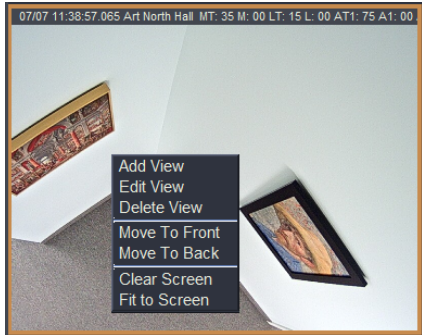 07/07 11:38:57.065 Art North Hall MT: 35 M: 00 LT: 15 L: 00 AT1: 75 A1: 00
Add View
Edit View
Delete View
Move To Front
Move To Back
Clear Screen
Fit to Screen